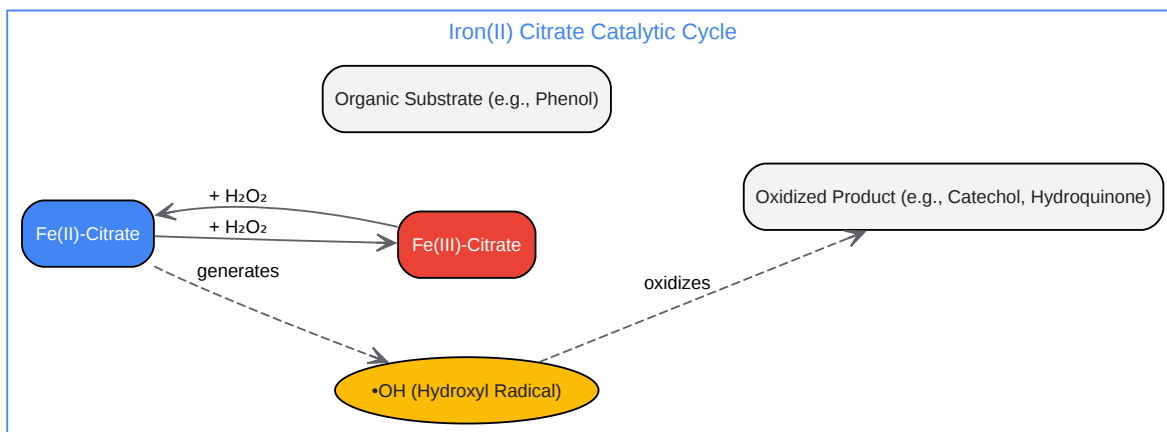 Iron(II) Citrate Catalytic Cycle
Organic Substrate (e.g., Phenol)
Oxidized Product (e.g., Catechol, Hydroquinone)
+ H₂O₂
+ H₂O₂
Fe(II)-Citrate
Fe(III)-Citrate
generates
oxidizes
•OH (Hydroxyl Radical)